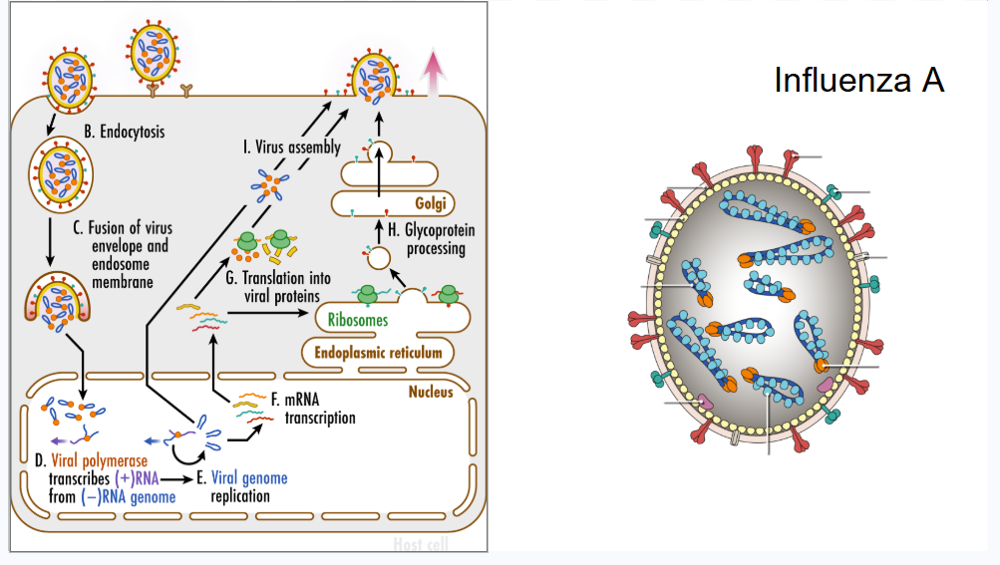 Influenza A
B. Endocytosis
I. Virus assembly
Golgi
C. Fusion of virus
envelope and
endosome
membrane
H. Glycoprotein
processing
G. Translation into
viral proteins
Ribosomes
Endoplasmic reticulum
Nucleus
F. mRNA
transcription
D. Viral polymerase
transcribes (+)RNA
from (−)RNA genome
E. Viral genome
replication
Host cell